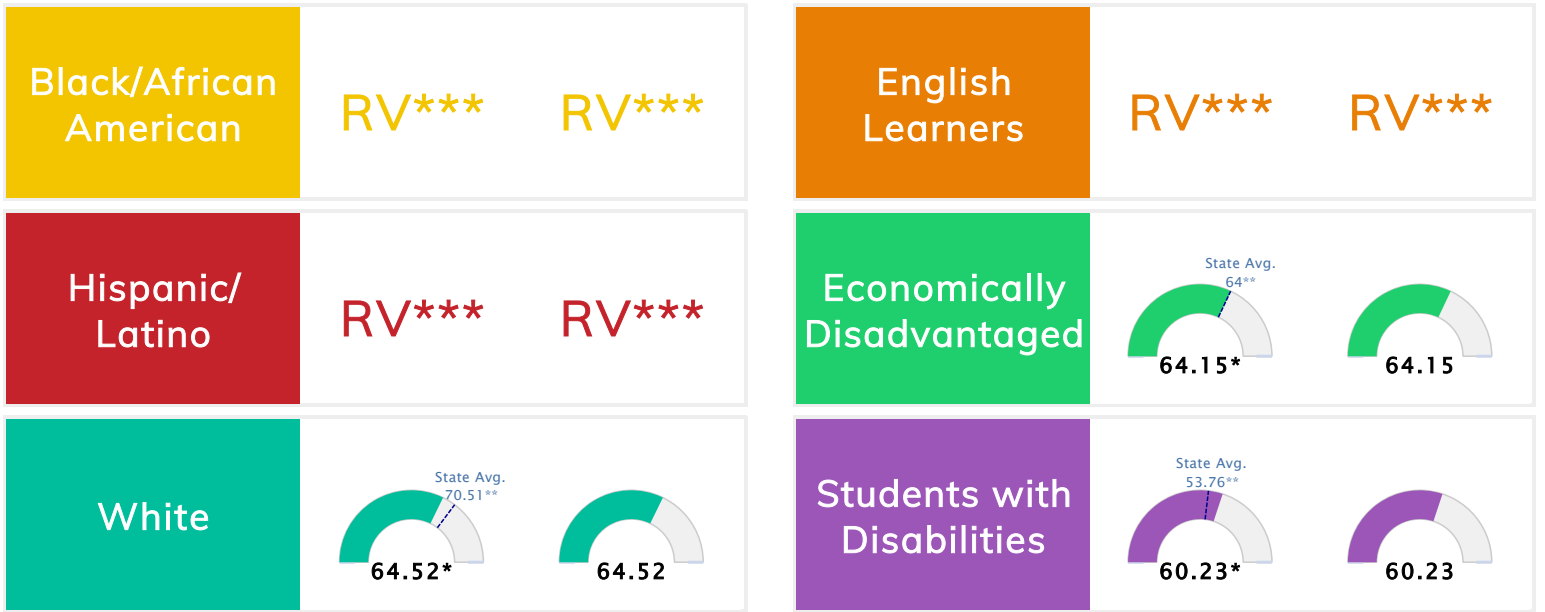 Black/African
American
RV*** RV***
English
Learners
RV*** RV***
Hispanic/
Latino
RV*** RV***
Economically
Disadvantaged
State Avg.
64**
64.15* 64.15
White
State Avg.
70.51**
64.52* 64.52
Students with
Disabilities
State Avg.
53.76**
60.23* 60.23